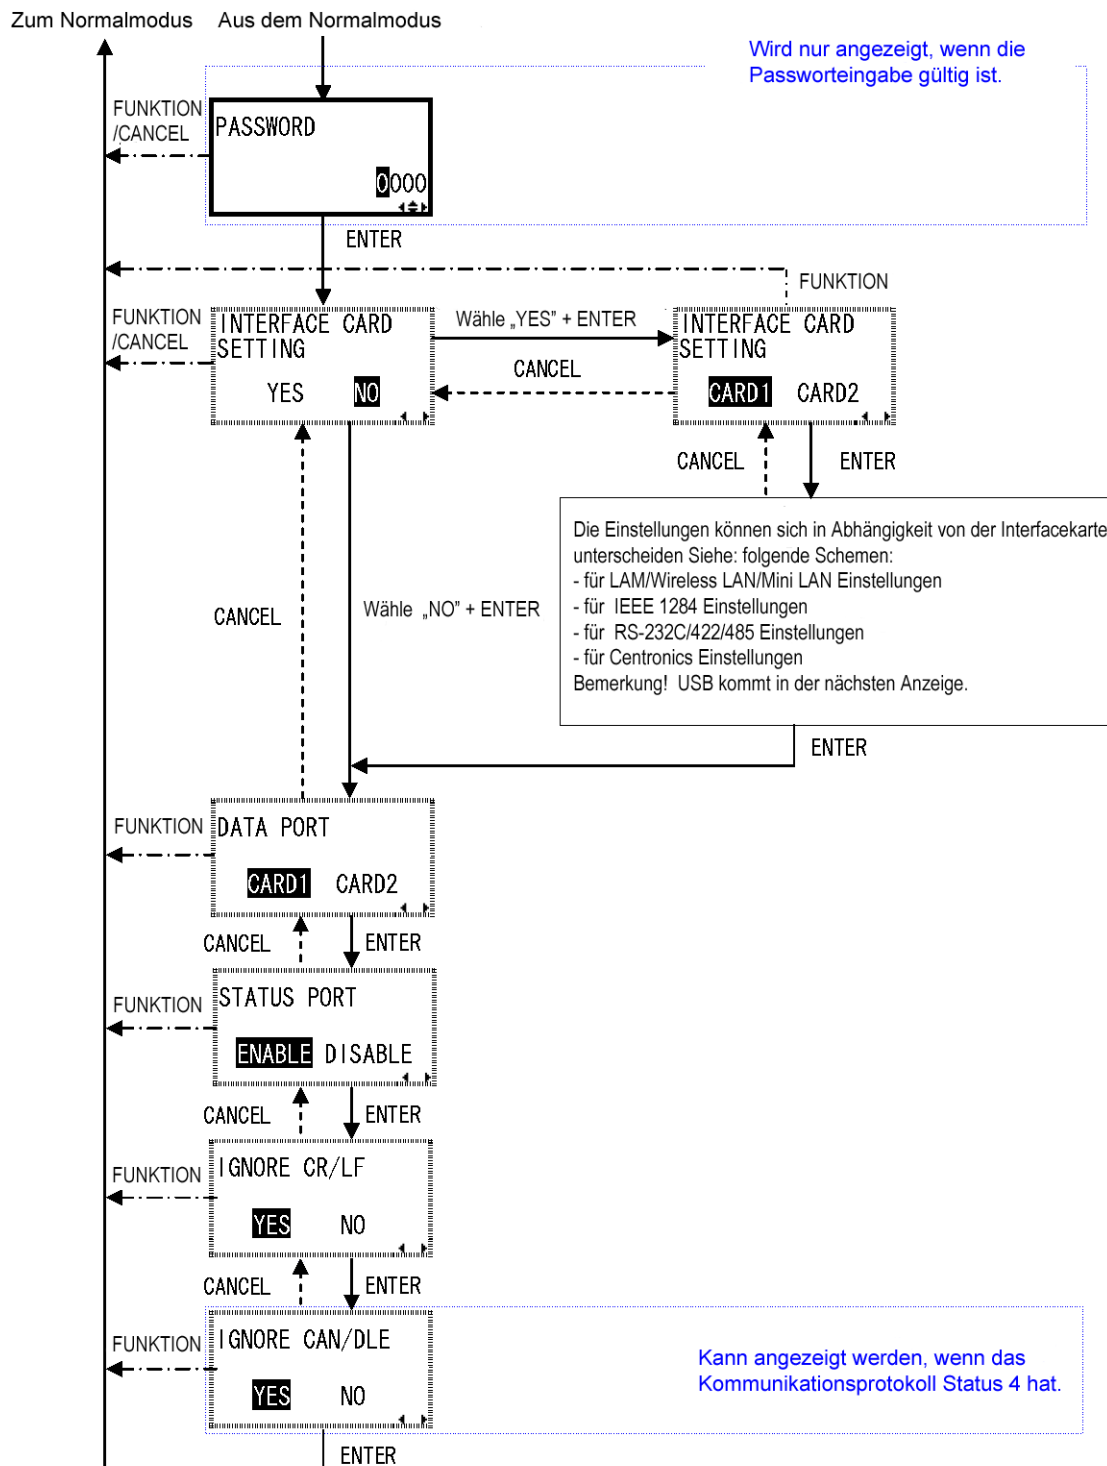 Zum Normalmodus
Aus dem Normalmodus
Wird nur angezeigt, wenn die
Passworteingabe gültig ist.
FUNKTION
/CANCEL
PASSWORD
0000
ENTER
FUNKTION
FUNKTION
/CANCEL
INTERFACE CARD
SETTING
YES NO
Wähle „YES" + ENTER
CANCEL
INTERFACE CARD
SETTING
CARD1 CARD2
CANCEL
ENTER
Die Einstellungen können sich in Abhängigkeit von der Interfacekarte
unterscheiden Siehe: folgende Schemen:
- für LAM/Wireless LAN/Mini LAN Einstellungen
- für IEEE 1284 Einstellungen
- für RS-232C/422/485 Einstellungen
- für Centronics Einstellungen
Bemerkung! USB kommt in der nächsten Anzeige.
CANCEL
Wähle „NO" + ENTER
ENTER
FUNKTION
DATA PORT
CARD1 CARD2
CANCEL
ENTER
FUNKTION
STATUS PORT
ENABLE DISABLE
CANCEL
ENTER
FUNKTION
IGNORE CR/LF
YES NO
CANCEL
ENTER
FUNKTION
IGNORE CAN/DLE
YES NO
Kann angezeigt werden, wenn das
Kommunikationsprotokoll Status 4 hat.
ENTER